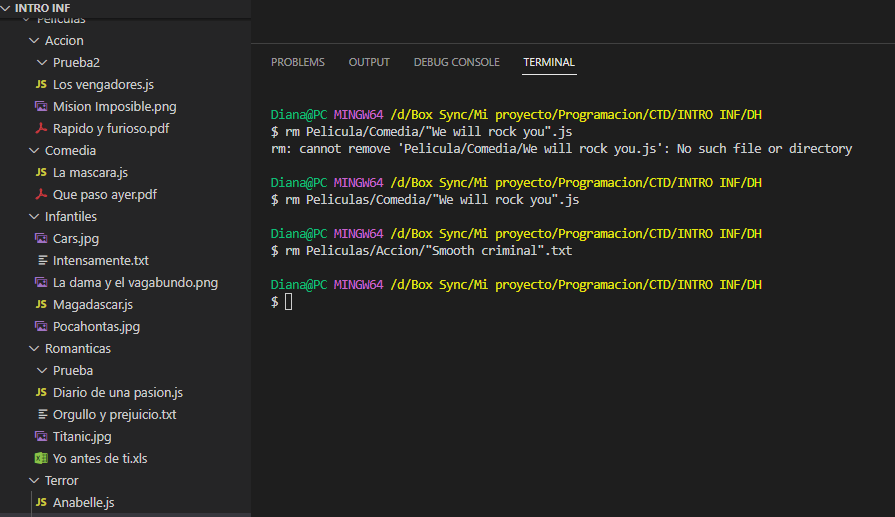 INTRO INF
Peliculas
Accion
Prueba2
JS Los vengadores.js
Mision Imposible.png
Rapido y furioso.pdf
Comedia
JS La mascara.js
Que paso ayer.pdf
Infantiles
Cars.jpg
Intensamente.txt
La dama y el vagabundo.png
JS Magadascar.js
Pocahontas.jpg
Romanticas
Prueba
JS Diario de una pasion.js
Orgullo y prejuicio.txt
Titanic.jpg
Yo antes de ti.xls
Terror
JS Anabelle.js
PROBLEMS OUTPUT DEBUG CONSOLE TERMINAL
Diana@PC MINGW64 /d/Box Sync/Mi proyecto/Programacion/CTD/INTRO INF/DH
$ rm Pelicula/Comedia/"We will rock you".js
rm: cannot remove 'Pelicula/Comedia/We will rock you.js': No such file or directory
Diana@PC MINGW64 /d/Box Sync/Mi proyecto/Programacion/CTD/INTRO INF/DH
$ rm Peliculas/Comedia/"We will rock you".js
Diana@PC MINGW64 /d/Box Sync/Mi proyecto/Programacion/CTD/INTRO INF/DH
$ rm Peliculas/Accion/"Smooth criminal".txt
Diana@PC MINGW64 /d/Box Sync/Mi proyecto/Programacion/CTD/INTRO INF/DH
$